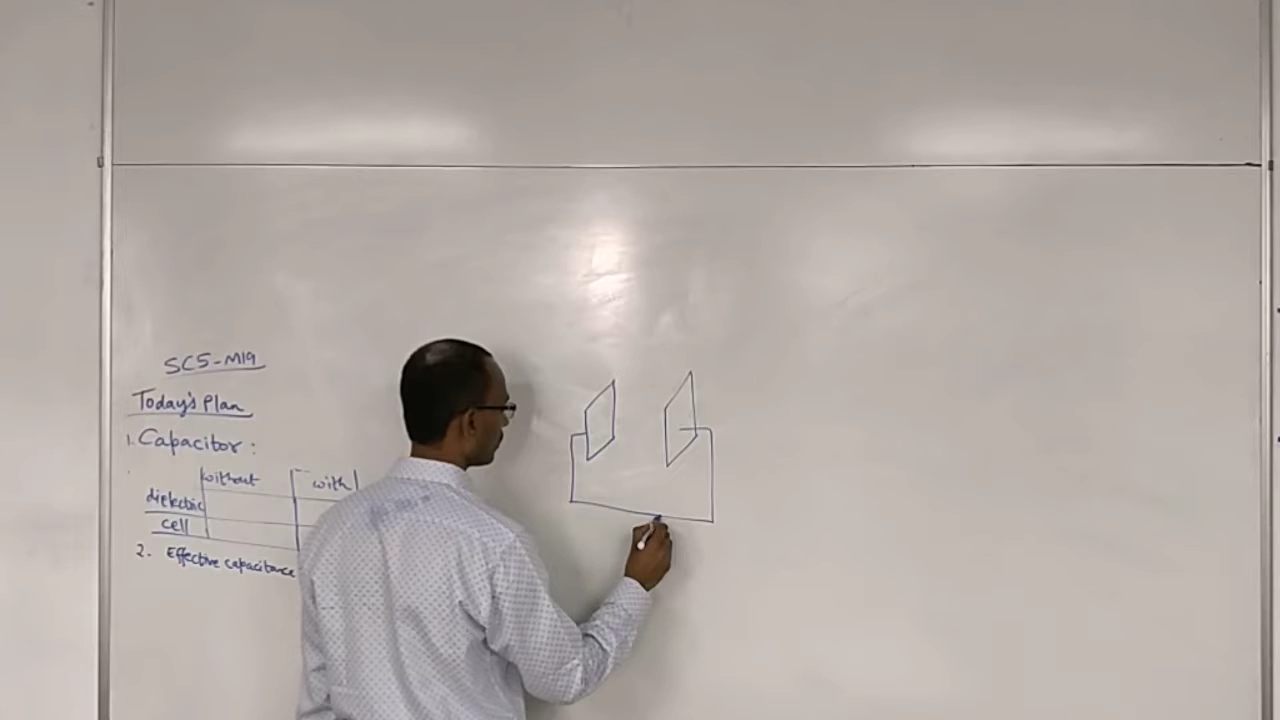 SC5-M19
Today's Plan
1. Capacitor :
without with
dielectric
cell
2. Effective capacitance